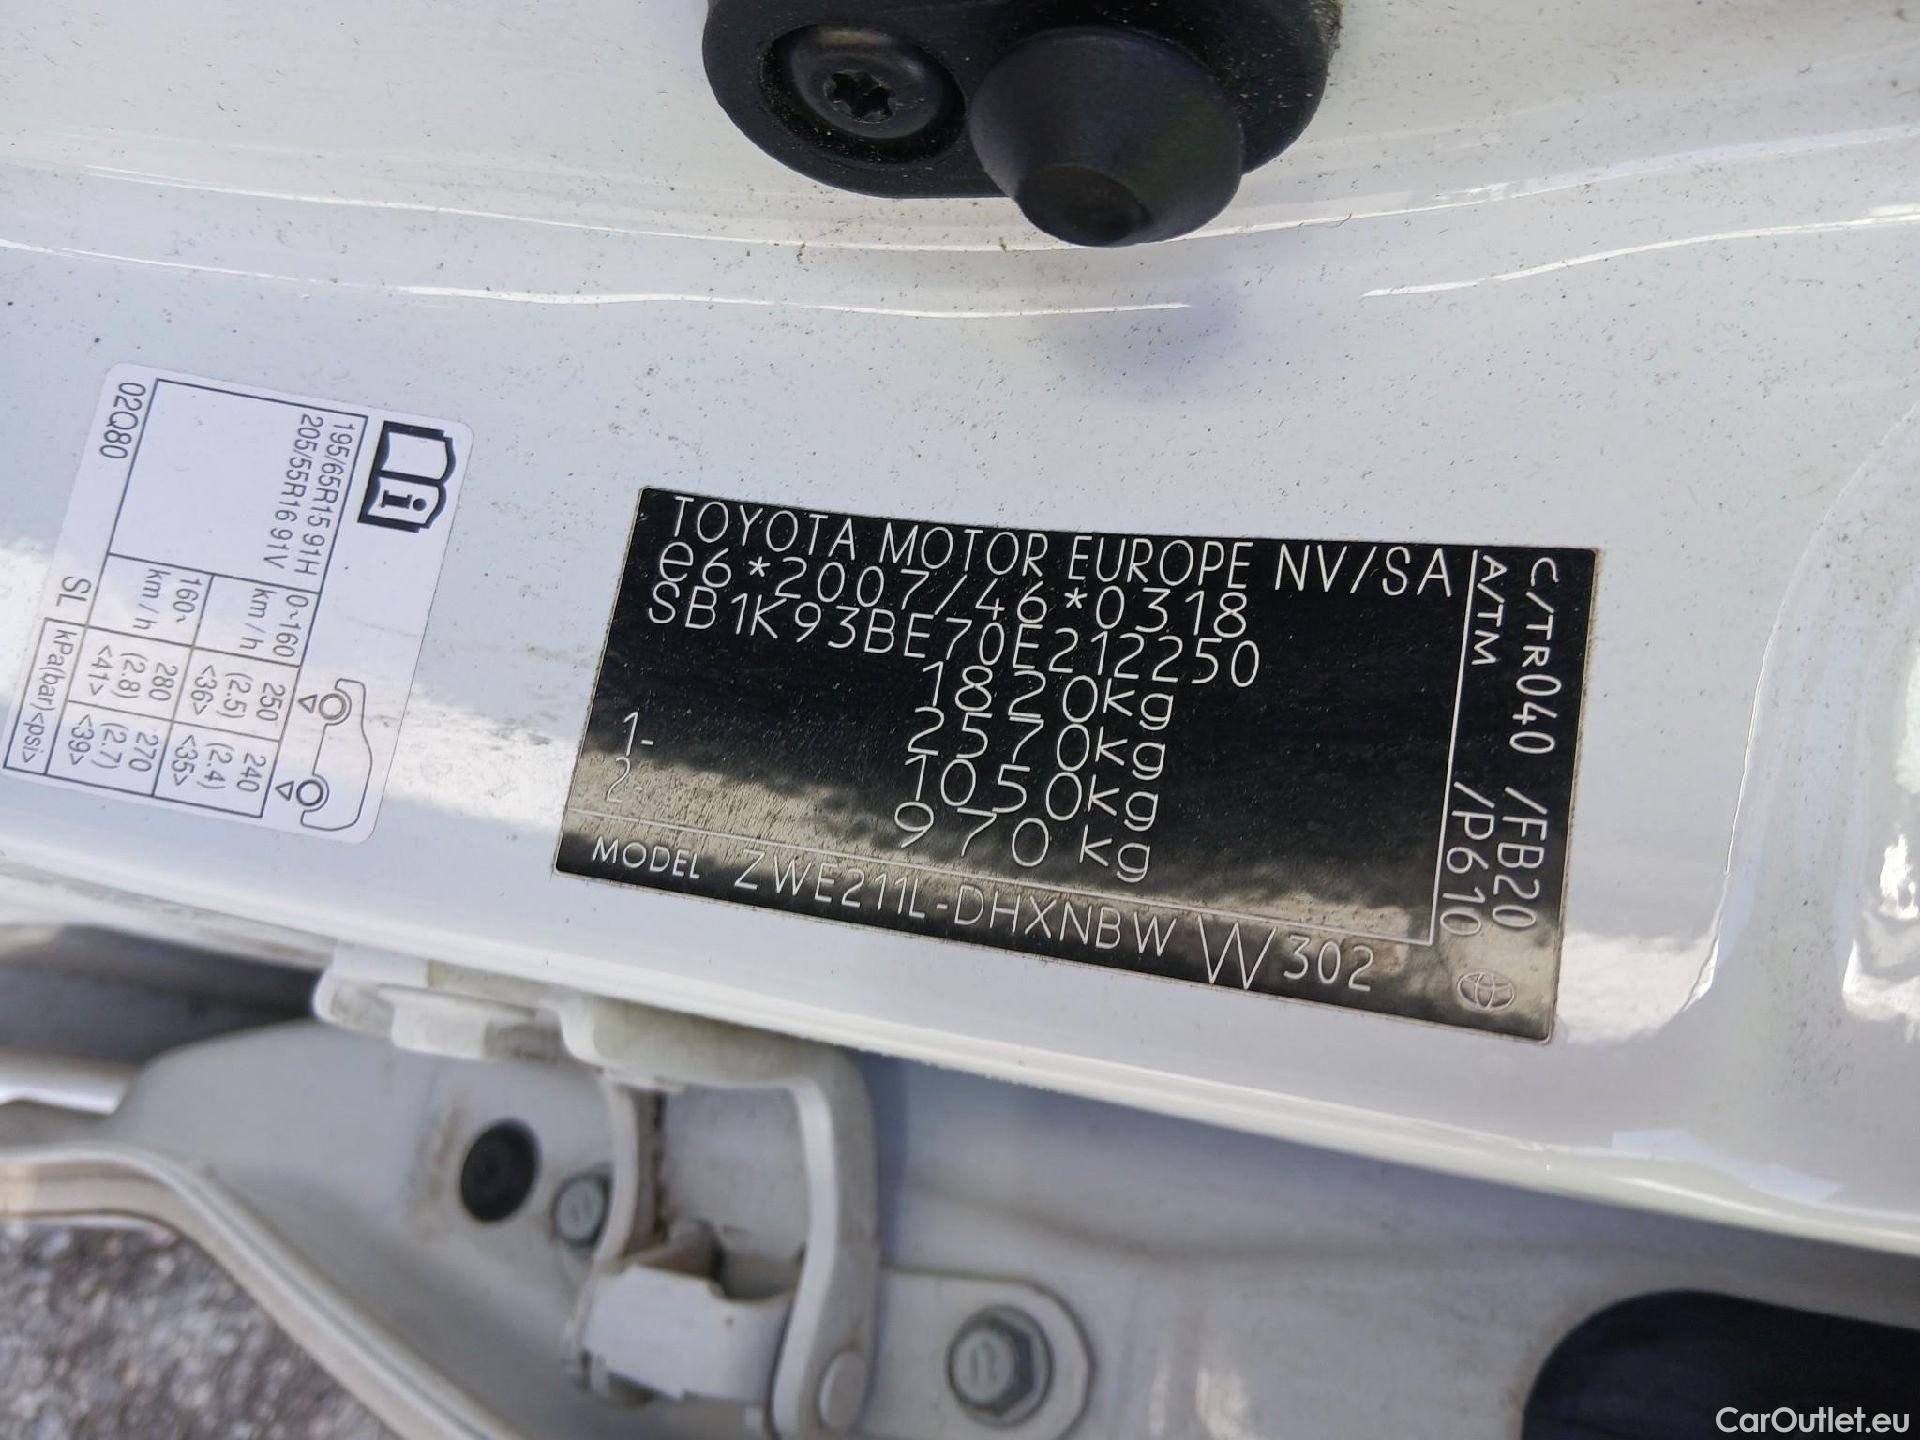 02Q80
195/65R15 91H
205/55R16 91V
0~160 km/h
250 (2.5) <36>
240 (2.4) <35>
160~ km/h
280 (2.8) <41>
270 (2.7) <39>
SL kPa(bar)<psi>
TOYOTA MOTOR EUROPE NV/SA
e6*2007/46*0318
SB1K93BE70E212250
1820kg
2570kg
1- 1050kg
2- 970kg
MODEL ZWE211L-DHXNBW W302
C/TR040 /FB20
A/TM /P610
CarOutlet.eu